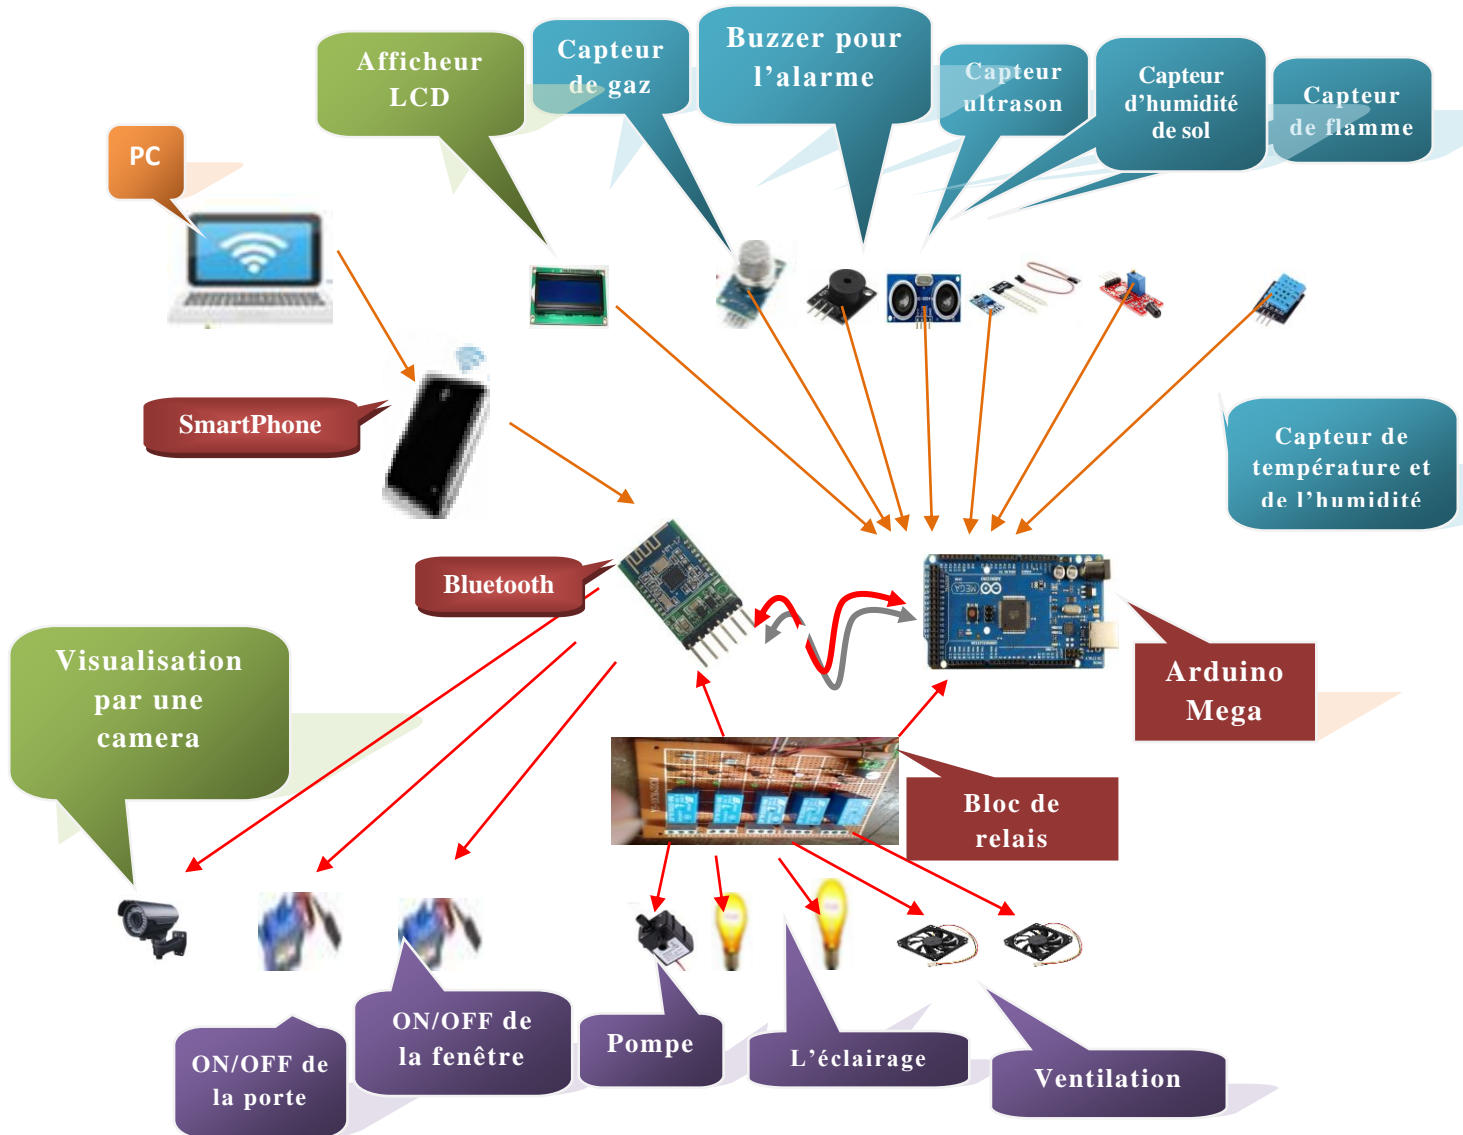 Afficheur
LCD
Capteur
de gaz
Buzzer pour
l’alarme
Capteur
ultrason
Capteur
d’humidité
de sol
Capteur
de flamme
PC
SmartPhone
Capteur de
température et
de l’humidité
Bluetooth
MEGA
Arduino
Mega
Visualisation
par une
camera
Bloc de
relais
ON/OFF de
la porte
ON/OFF de
la fenêtre
Pompe
L’éclairage
Ventilation